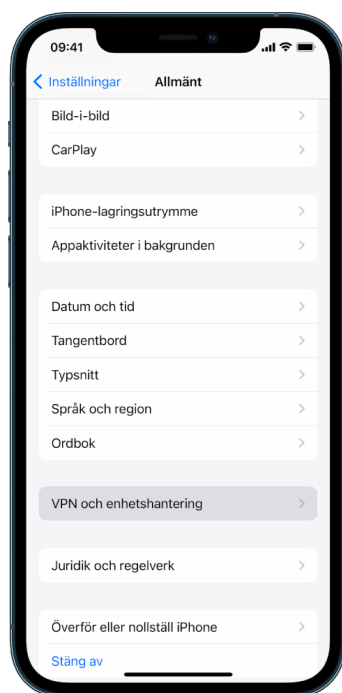 09:41
Inställningar Allmänt
Bild-i-bild
CarPlay
iPhone-lagringsutrymme
Appaktiviteter i bakgrunden
Datum och tid
Tangentbord
Typsnitt
Språk och region
Ordbok
VPN och enhetshantering
Juridik och regelverk
Överför eller nollställ iPhone
Stäng av